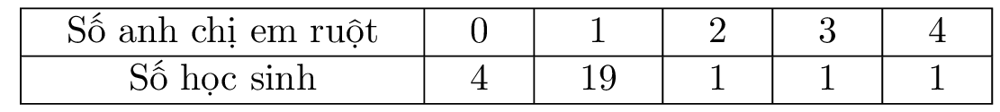 Số anh chị em ruột 0 1 2 3 4
Số học sinh 4 19 1 1 1